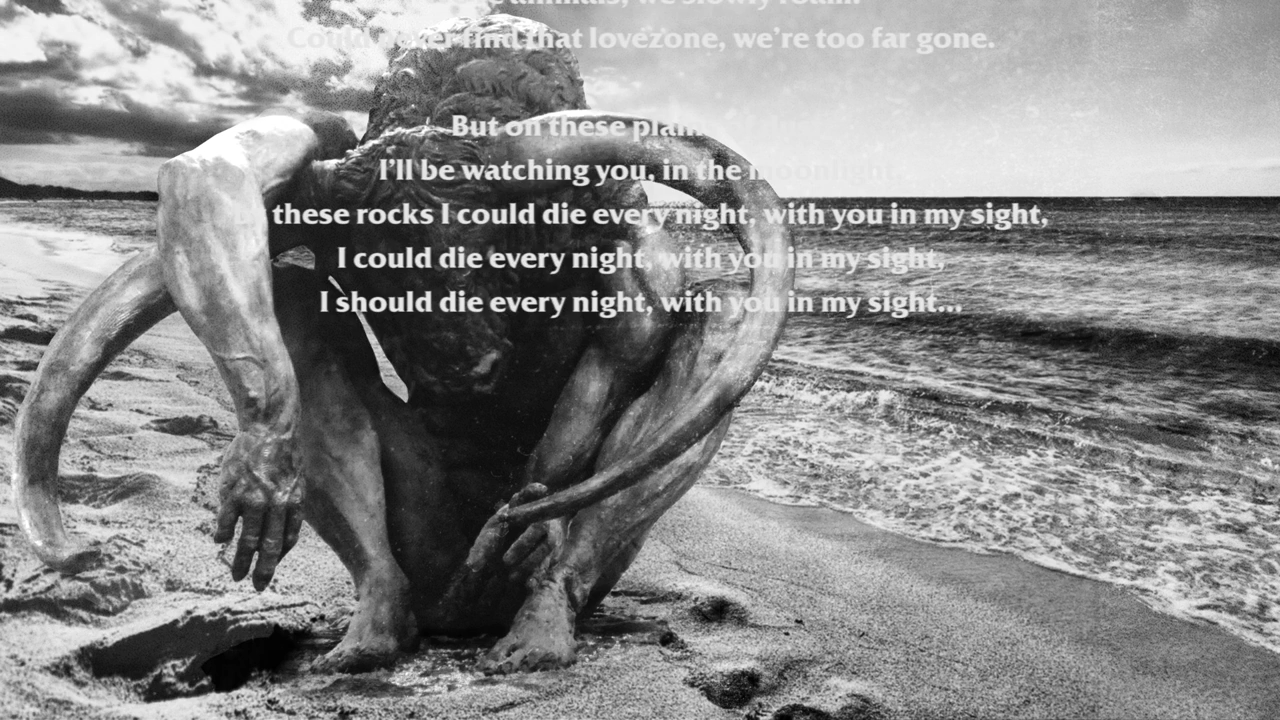 animals, we slowly roam.
Could never find that lovezone, we're too far gone.
But on these plains
I'll be watching you, in the moonlight.
these rocks I could die every night, with you in my sight,
I could die every night, with you in my sight,
I should die every night, with you in my sight...